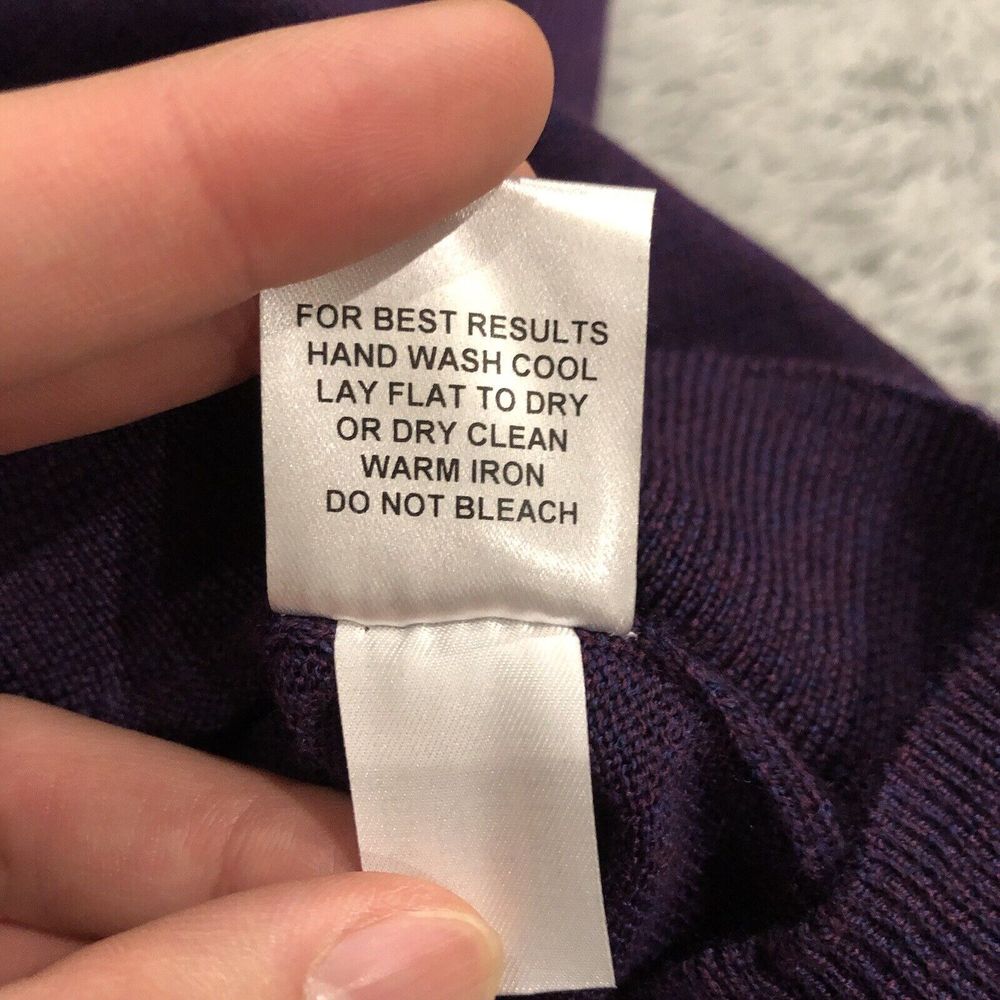 FOR BEST RESULTS
HAND WASH COOL
LAY FLAT TO DRY
OR DRY CLEAN
WARM IRON
DO NOT BLEACH